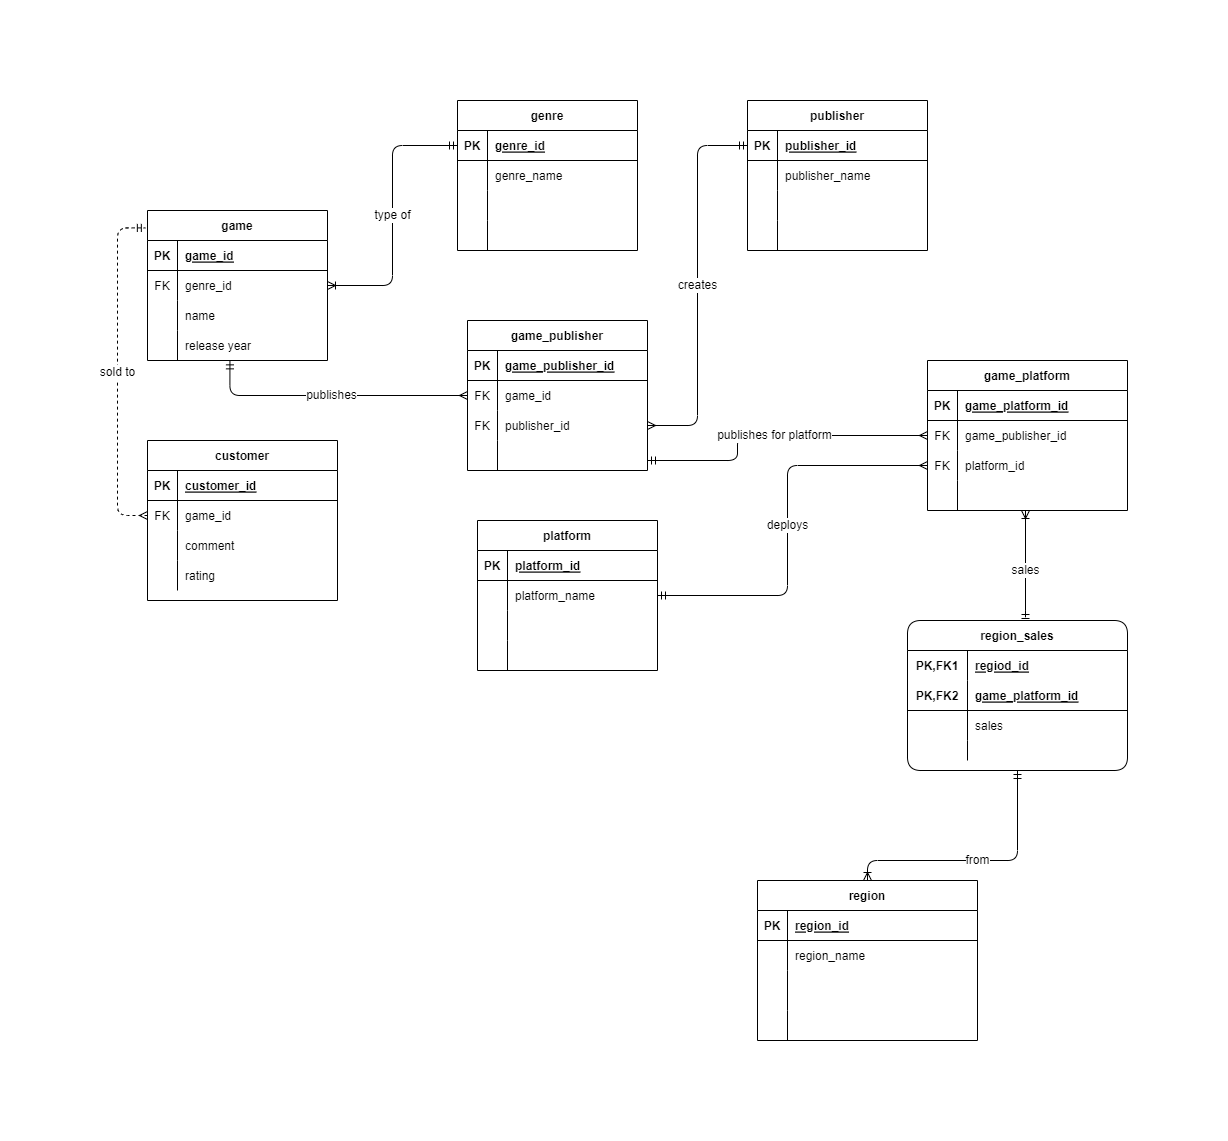 genre
PK genre_id
genre_name
publisher
PK publisher_id
publisher_name
type of
game
PK game_id
FK genre_id
name
release year
creates
sold to
publishes
game_publisher
PK game_publisher_id
FK game_id
FK publisher_id
publishes for platform
game_platform
PK game_platform_id
FK game_publisher_id
FK platform_id
customer
PK customer_id
FK game_id
comment
rating
platform
PK platform_id
platform_name
deploys
sales
region_sales
PK,FK1 regiod_id
PK,FK2 game_platform_id
sales
from
region
PK region_id
region_name